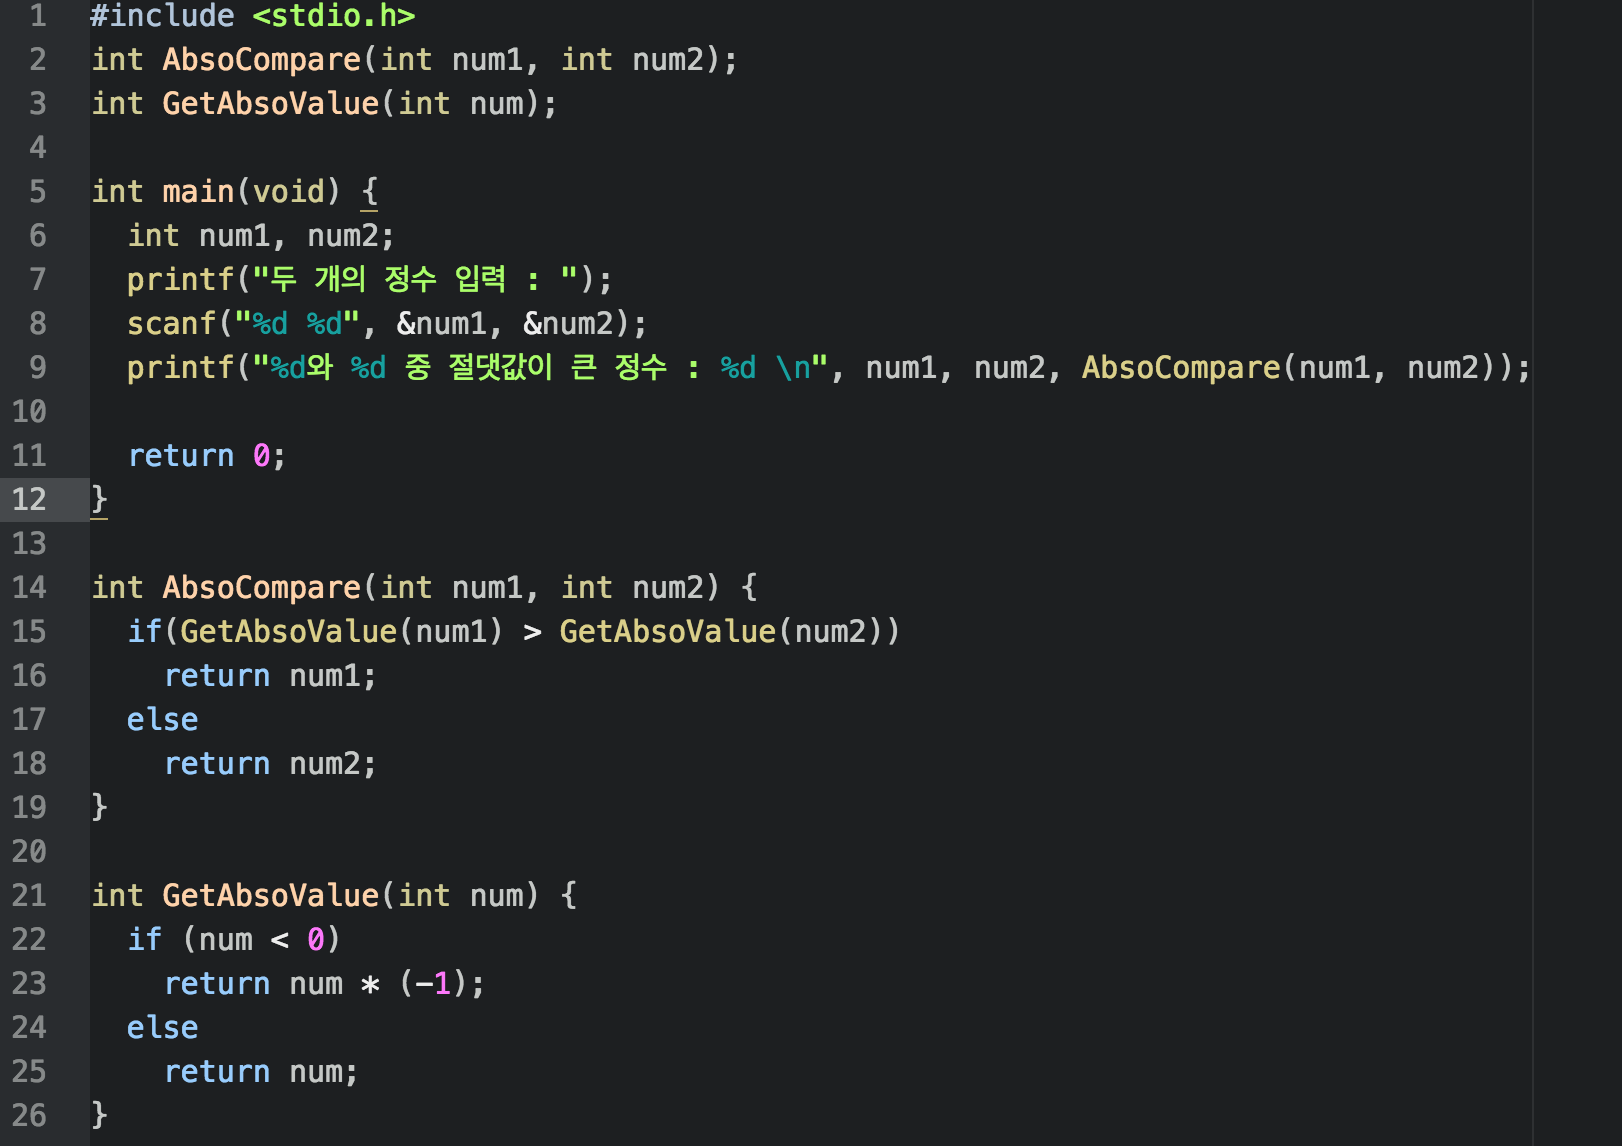 1 #include <stdio.h>
2 int AbsoCompare(int num1, int num2);
3 int GetAbsoValue(int num);
4
5 int main(void) {
6   int num1, num2;
7   printf("두 개의 정수 입력 : ");
8   scanf("%d %d", &num1, &num2);
9   printf("%d와 %d 중 절댓값이 큰 정수 : %d \n", num1, num2, AbsoCompare(num1, num2));
10
11   return 0;
12 }
13
14 int AbsoCompare(int num1, int num2) {
15   if(GetAbsoValue(num1) > GetAbsoValue(num2))
16     return num1;
17   else
18     return num2;
19 }
20
21 int GetAbsoValue(int num) {
22   if (num < 0)
23     return num * (-1);
24   else
25     return num;
26 }